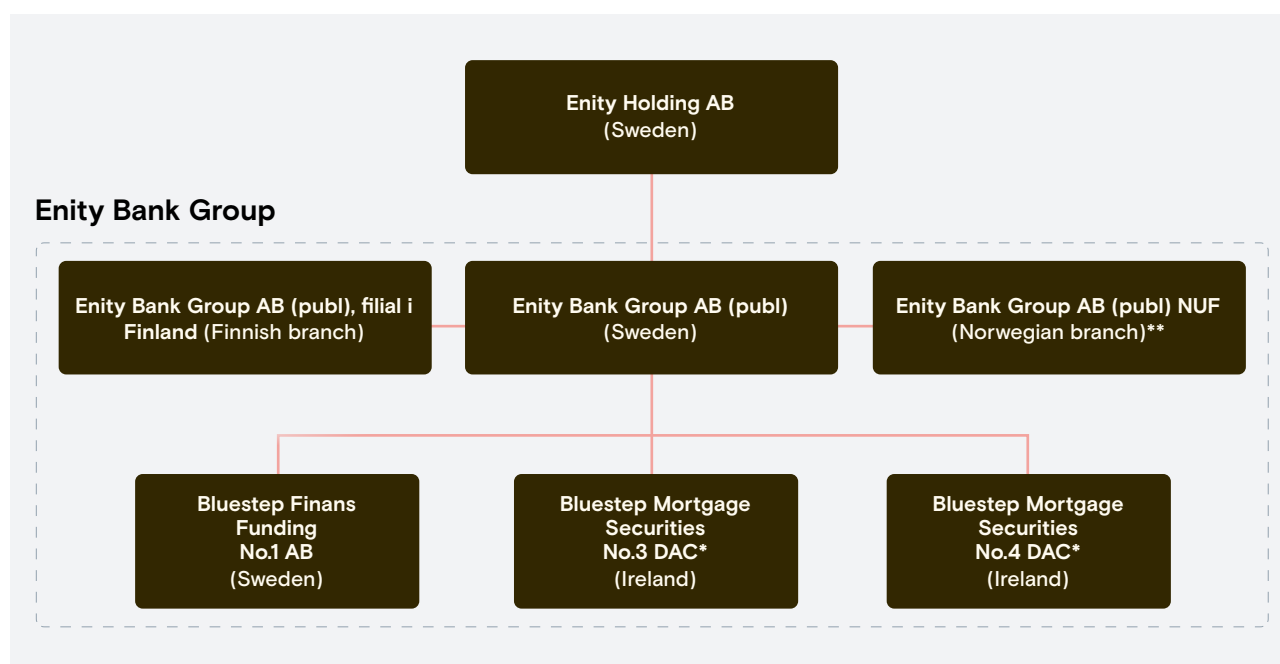 Enity Holding AB
(Sweden)
Enity Bank Group
Enity Bank Group AB (publ), filial i
Finland (Finnish branch)
Enity Bank Group AB (publ)
(Sweden)
Enity Bank Group AB (publ) NUF
(Norwegian branch)**
Bluestep Finans
Funding
No.1 AB
(Sweden)
Bluestep Mortgage
Securities
No.3 DAC*
(Ireland)
Bluestep Mortgage
Securities
No.4 DAC*
(Ireland)